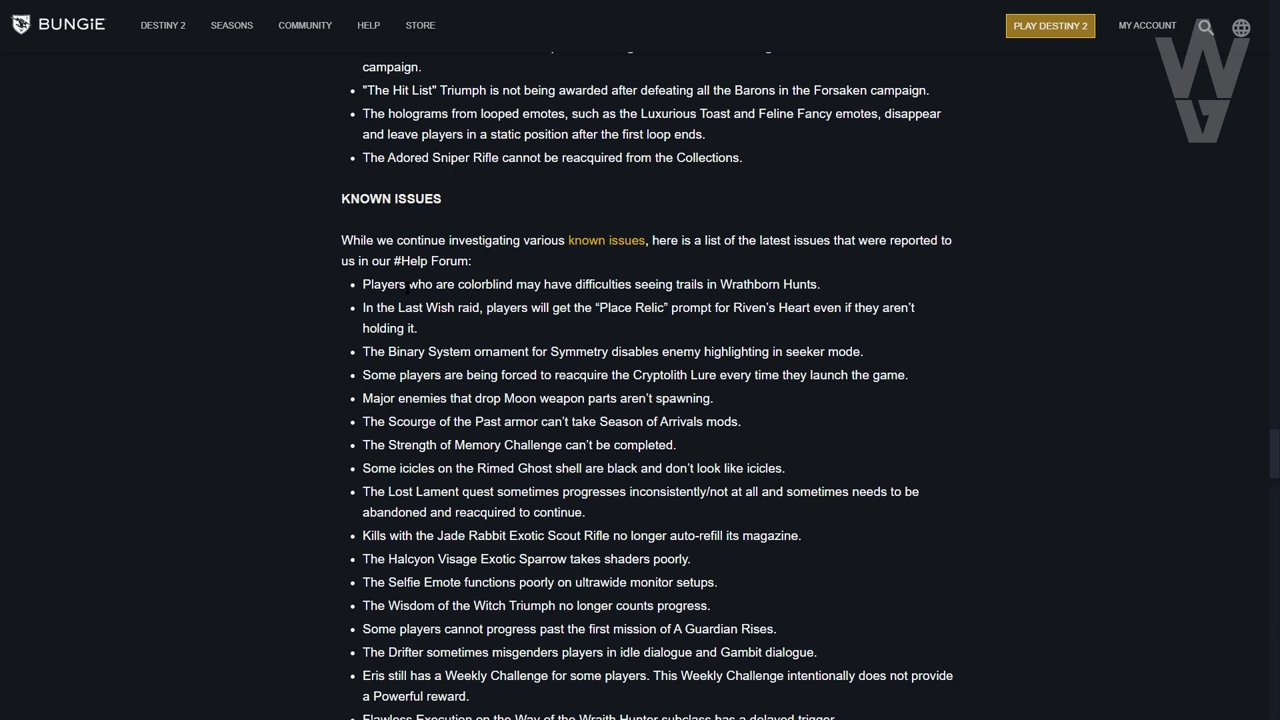 BUNGiE DESTINY 2 SEASONS COMMUNITY HELP STORE PLAY DESTINY 2 MY ACCOUNT
WG
campaign.
• "The Hit List" Triumph is not being awarded after defeating all the Barons in the Forsaken campaign.
• The holograms from looped emotes, such as the Luxurious Toast and Feline Fancy emotes, disappear
and leave players in a static position after the first loop ends.
• The Adored Sniper Rifle cannot be reacquired from the Collections.
KNOWN ISSUES
While we continue investigating various known issues, here is a list of the latest issues that were reported to
us in our #Help Forum:
• Players who are colorblind may have difficulties seeing trails in Wrathborn Hunts.
• In the Last Wish raid, players will get the “Place Relic” prompt for Riven’s Heart even if they aren’t
holding it.
• The Binary System ornament for Symmetry disables enemy highlighting in seeker mode.
• Some players are being forced to reacquire the Cryptolith Lure every time they launch the game.
• Major enemies that drop Moon weapon parts aren’t spawning.
• The Scourge of the Past armor can’t take Season of Arrivals mods.
• The Strength of Memory Challenge can’t be completed.
• Some icicles on the Rimed Ghost shell are black and don’t look like icicles.
• The Lost Lament quest sometimes progresses inconsistently/not at all and sometimes needs to be
abandoned and reacquired to continue.
• Kills with the Jade Rabbit Exotic Scout Rifle no longer auto-refill its magazine.
• The Halcyon Visage Exotic Sparrow takes shaders poorly.
• The Selfie Emote functions poorly on ultrawide monitor setups.
• The Wisdom of the Witch Triumph no longer counts progress.
• Some players cannot progress past the first mission of A Guardian Rises.
• The Drifter sometimes misgenders players in idle dialogue and Gambit dialogue.
• Eris still has a Weekly Challenge for some players. This Weekly Challenge intentionally does not provide
a Powerful reward.
• Flawless Execution on the Way of the Wraith Hunter subclass has a delayed trigger.